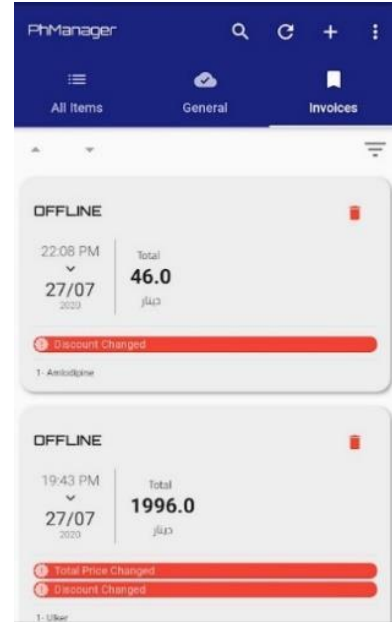 PhManager
All Items
General
Invoices
OFFLINE
22:08 PM
27/07
2020
Total
46.0
دينار
Discount Changed
1- Amlodipine
OFFLINE
19:43 PM
27/07
2020
Total
1996.0
دينار
Total Price Changed
Discount Changed
1- Ulker